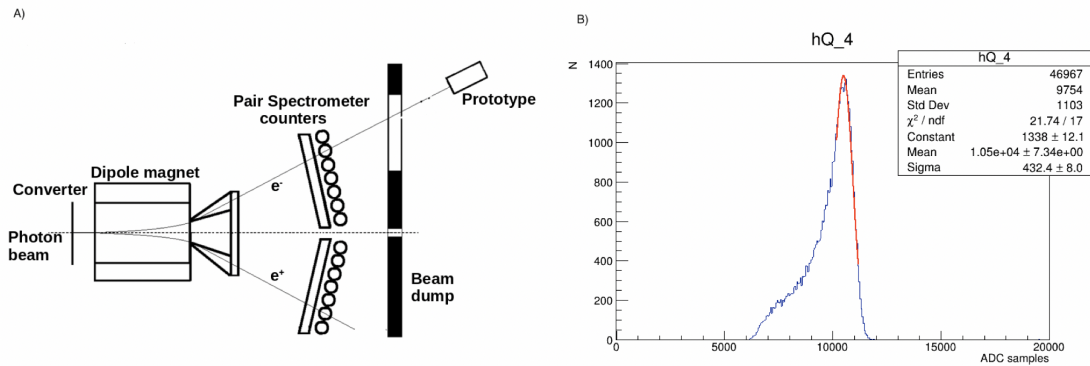 A)
Pair Spectrometer
counters
Prototype
Dipole magnet
Converter
e-
Photon
beam
e+
Beam
dump
B)
hQ_4
N
hQ_4
Entries 46967
Mean 9754
Std Dev 1103
χ² / ndf 21.74 / 17
Constant 1338 ± 12.1
Mean 1.05e+04 ± 7.34e+00
Sigma 432.4 ± 8.0
1400
1200
1000
800
600
400
200
0
0 5000 10000 15000 20000
ADC samples